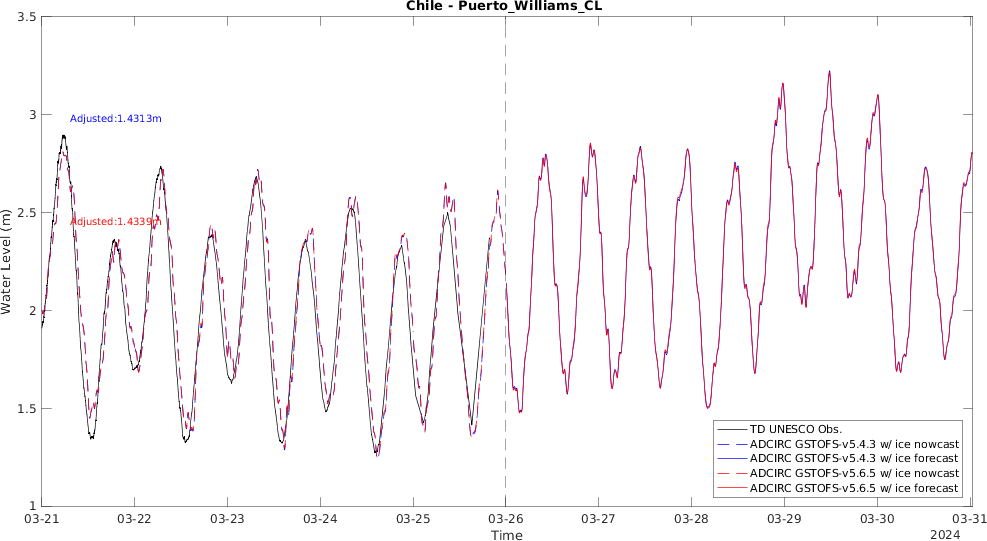 Chile - Puerto_Williams_CL
3.5
3
2.5
2
1.5
1
Water Level (m)
Adjusted:1.4313m
Adjusted:1.4339m
TD UNESCO Obs.
ADCIRC GSTOFS-v5.4.3 w/ ice nowcast
ADCIRC GSTOFS-v5.4.3 w/ ice forecast
ADCIRC GSTOFS-v5.6.5 w/ ice nowcast
ADCIRC GSTOFS-v5.6.5 w/ ice forecast
03-21 03-22 03-23 03-24 03-25 03-26 03-27 03-28 03-29 03-30 03-31
Time
2024